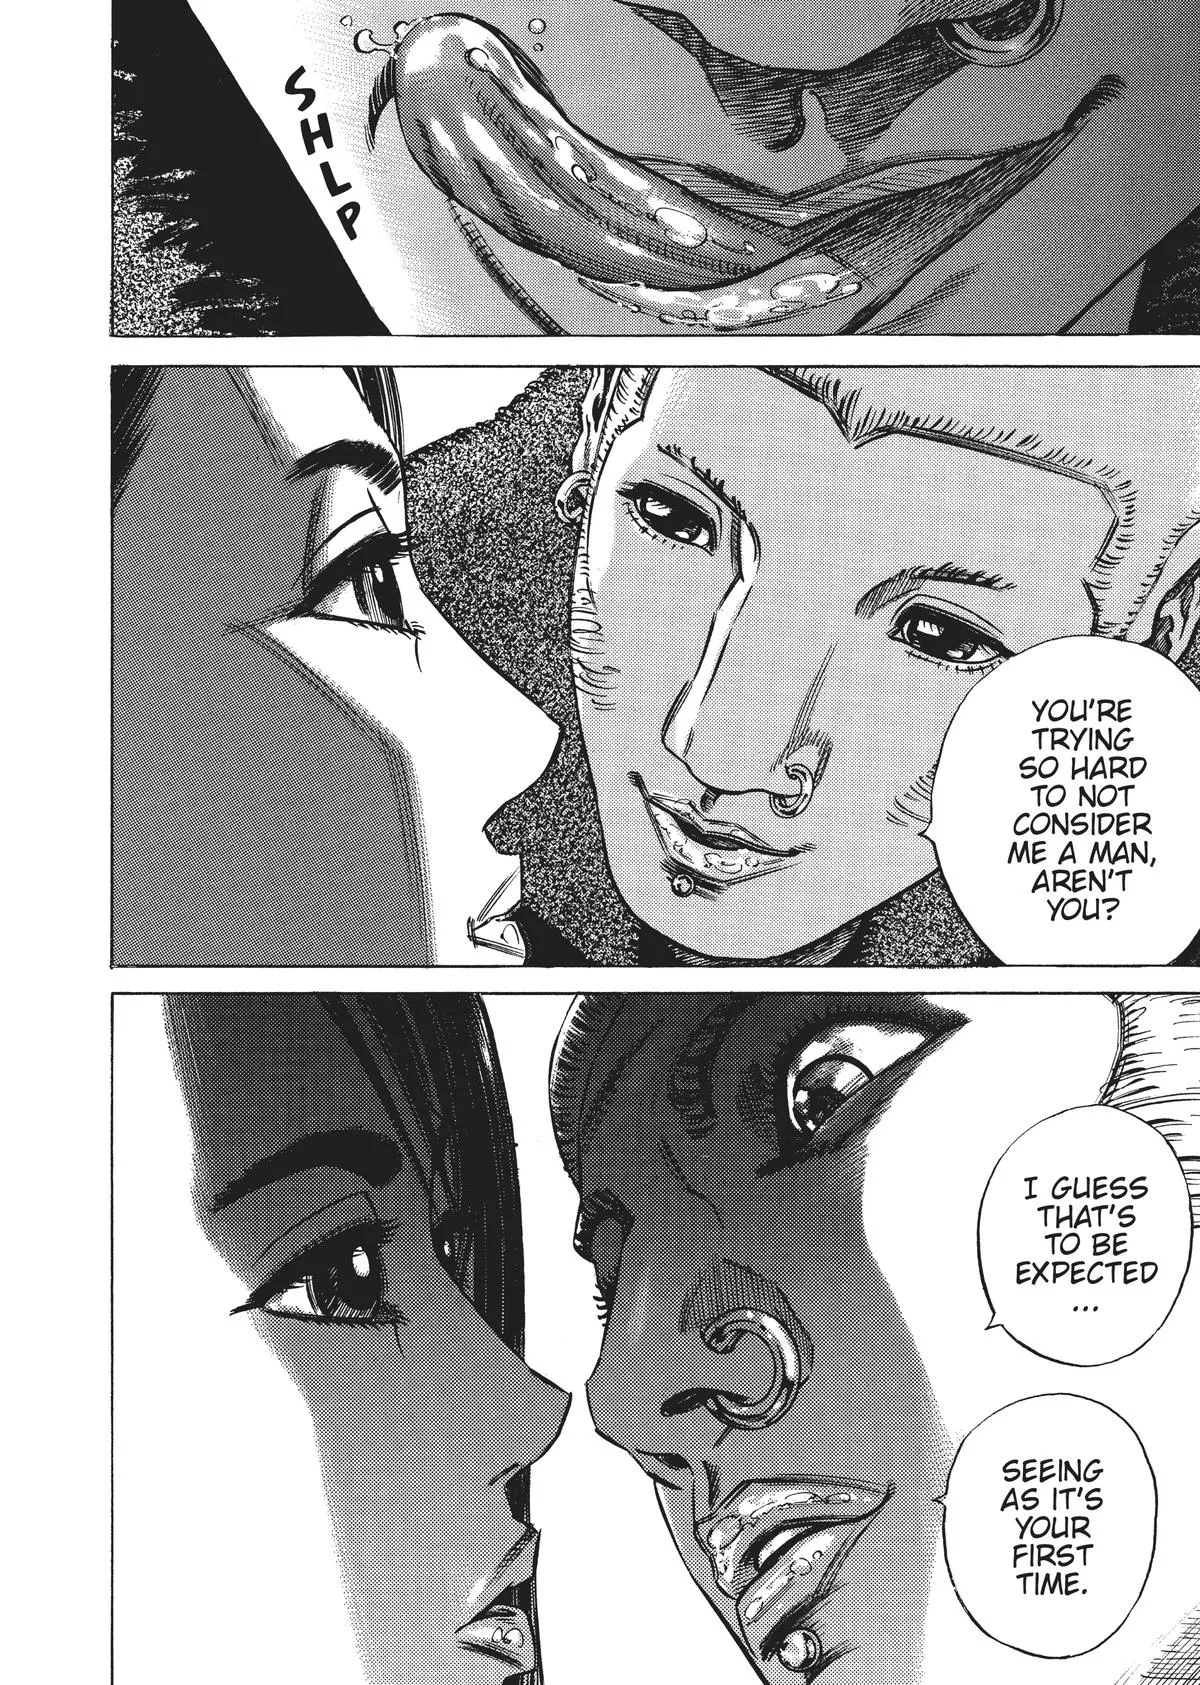 SHLP
YOU'RE
TRYING
SO HARD
TO NOT
CONSIDER
ME A MAN,
AREN'T
YOU?
I GUESS
THAT'S
TO BE
EXPECTED
...
SEEING
AS IT'S
YOUR
FIRST
TIME.